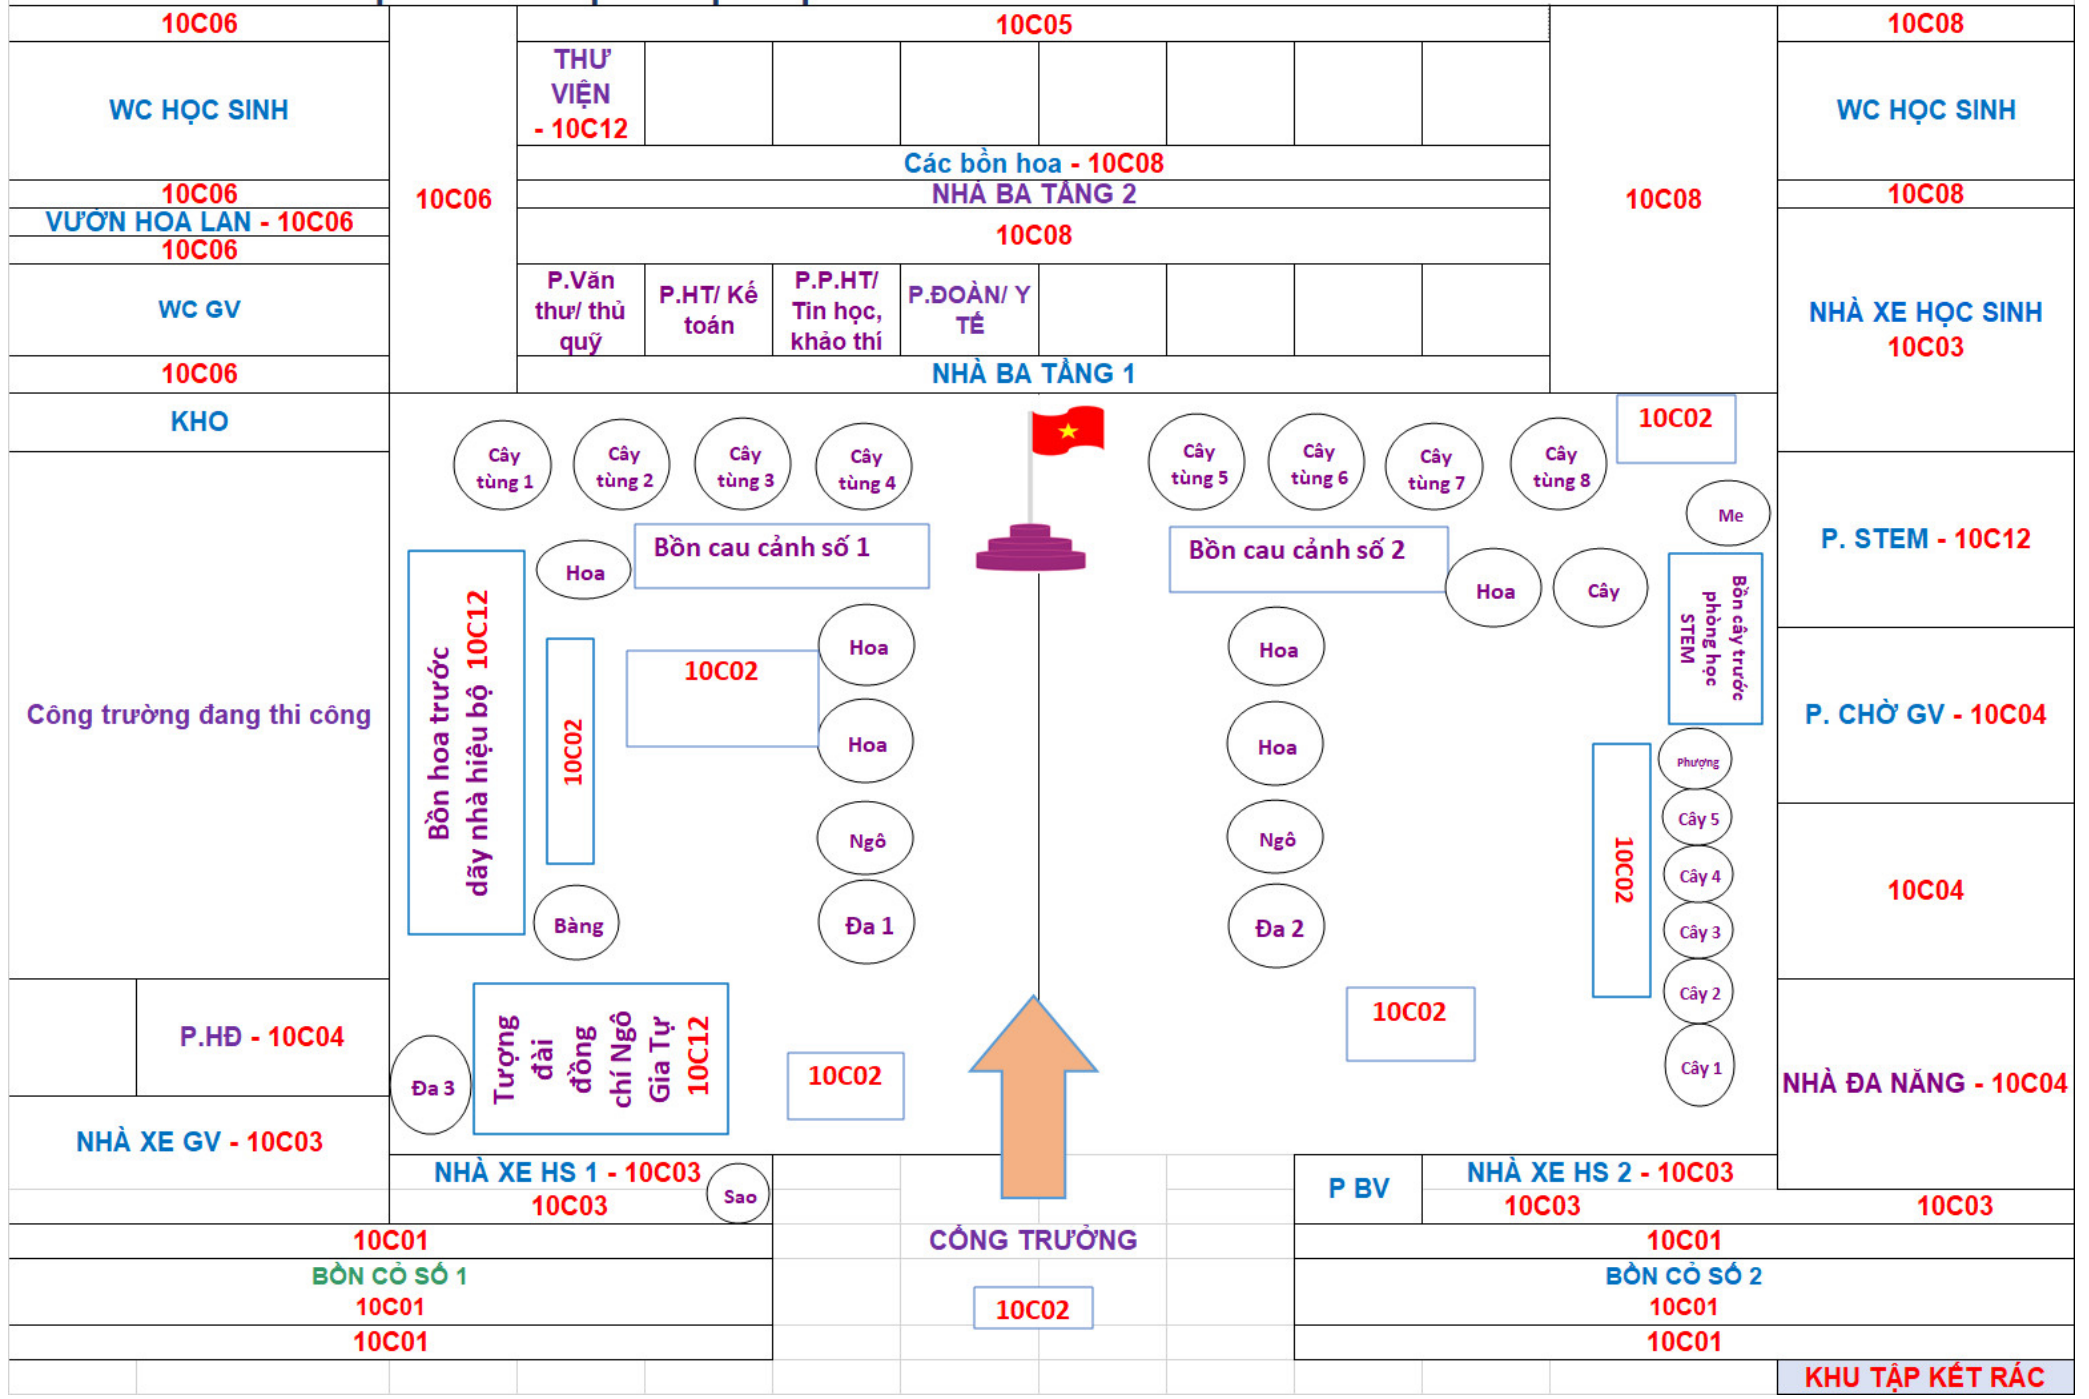 10C06
10C05
10C08
WC HỌC SINH
THƯ
VIỆN
- 10C12
WC HỌC SINH
Các bồn hoa - 10C08
10C06
10C06
NHÀ BA TẦNG 2
10C08
10C08
VƯỜN HOA LAN - 10C06
10C08
10C06
WC GV
P.Văn
thư/ thủ
quỹ
P.HT/ Kế
toán
P.P.HT/
Tin học,
khảo thí
P.ĐOÀN/ Y
TẾ
NHÀ XE HỌC SINH
10C03
10C06
NHÀ BA TẦNG 1
KHO
10C02
Cây
tùng 1
Cây
tùng 2
Cây
tùng 3
Cây
tùng 4
Cây
tùng 5
Cây
tùng 6
Cây
tùng 7
Cây
tùng 8
Me
P. STEM - 10C12
Bồn cau cảnh số 1
Bồn cau cảnh số 2
Hoa
Hoa
Cây
Bồn cây trước
phòng học
STEM
Bồn hoa trước
dãy nhà hiệu bộ 10C12
10C02
10C02
Hoa
Hoa
Công trường đang thi công
Hoa
Hoa
P. CHỜ GV - 10C04
Phượng
10C02
Cây 5
Ngô
Ngô
Cây 4
10C04
Bàng
Đa 1
Đa 2
Cây 3
Cây 2
P.HĐ - 10C04
Tượng
đài
đồng
chí Ngô
Gia Tự
10C12
10C02
10C02
Cây 1
Đa 3
NHÀ ĐA NĂNG - 10C04
NHÀ XE GV - 10C03
NHÀ XE HS 1 - 10C03
10C03
Sao
P BV
NHÀ XE HS 2 - 10C03
10C03
10C03
10C01
CỔNG TRƯỞNG
10C01
BỒN CỎ SỐ 1
10C01
BỒN CỎ SỐ 2
10C01
10C02
10C01
10C01
KHU TẬP KẾT RÁC